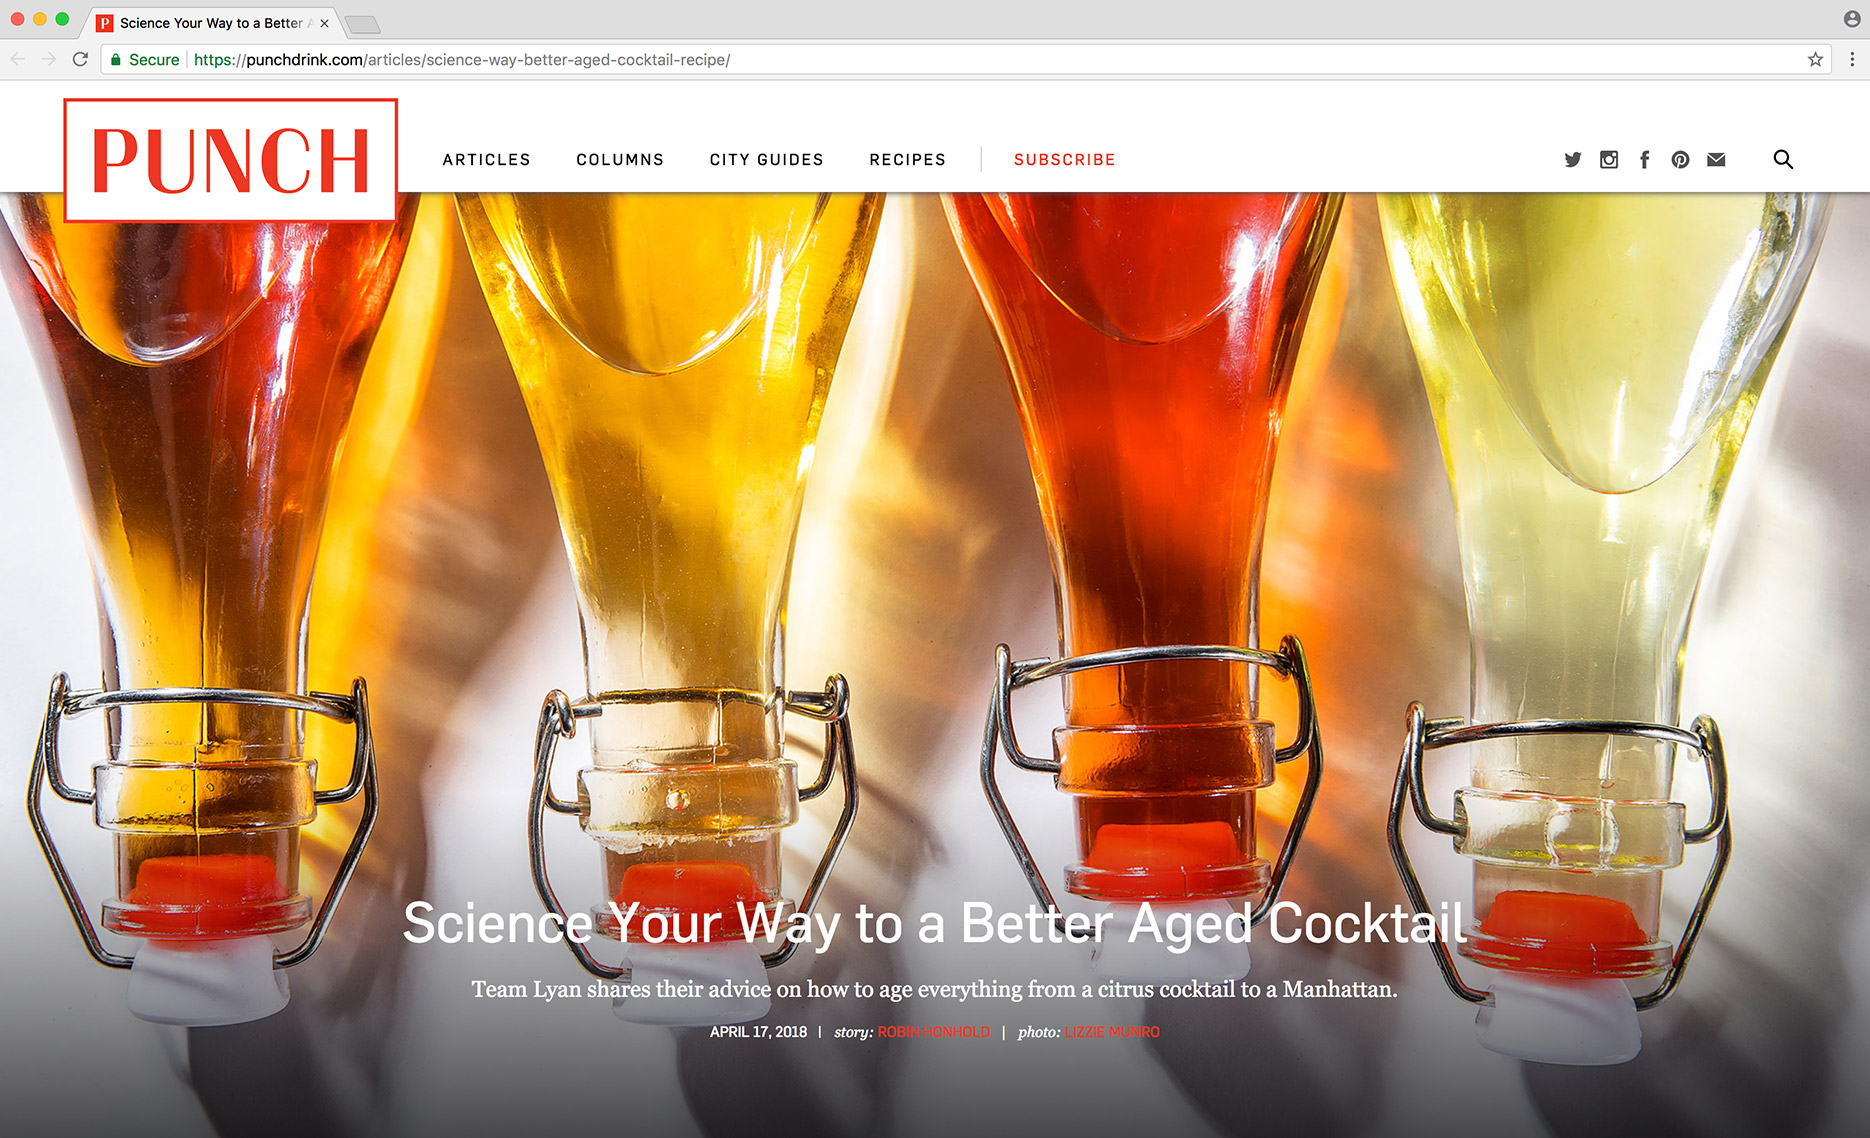 P Science Your Way to a Better A
Secure https://punchdrink.com/articles/science-way-better-aged-cocktail-recipe/
PUNCH
ARTICLES COLUMNS CITY GUIDES RECIPES SUBSCRIBE
Science Your Way to a Better Aged Cocktail
Team Lyan shares their advice on how to age everything from a citrus cocktail to a Manhattan.
APRIL 17, 2018 | story: ROBIN HONHOLD | photo: LIZZIE MUNRO